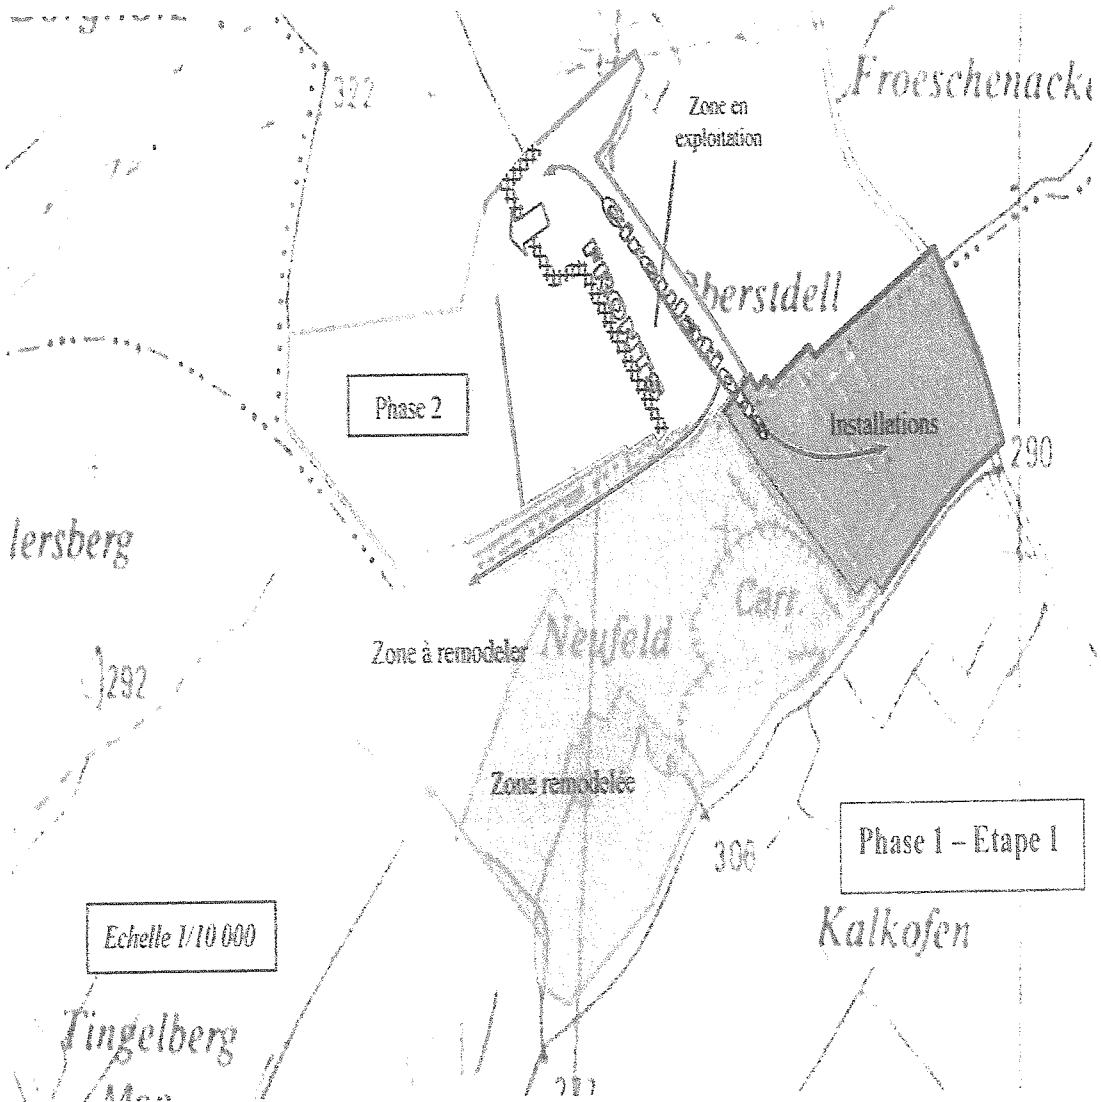 322
Froeschenacke
Zone en
exploitation
Oberstdell
Phase 2
Installations
290
lersberg
Carr.
Zone à remodeler
Neufeld
292
Zone remodelée
306
Phase 1 – Etape 1
Echelle 1/10 000
Kalkofen
Tingelberg